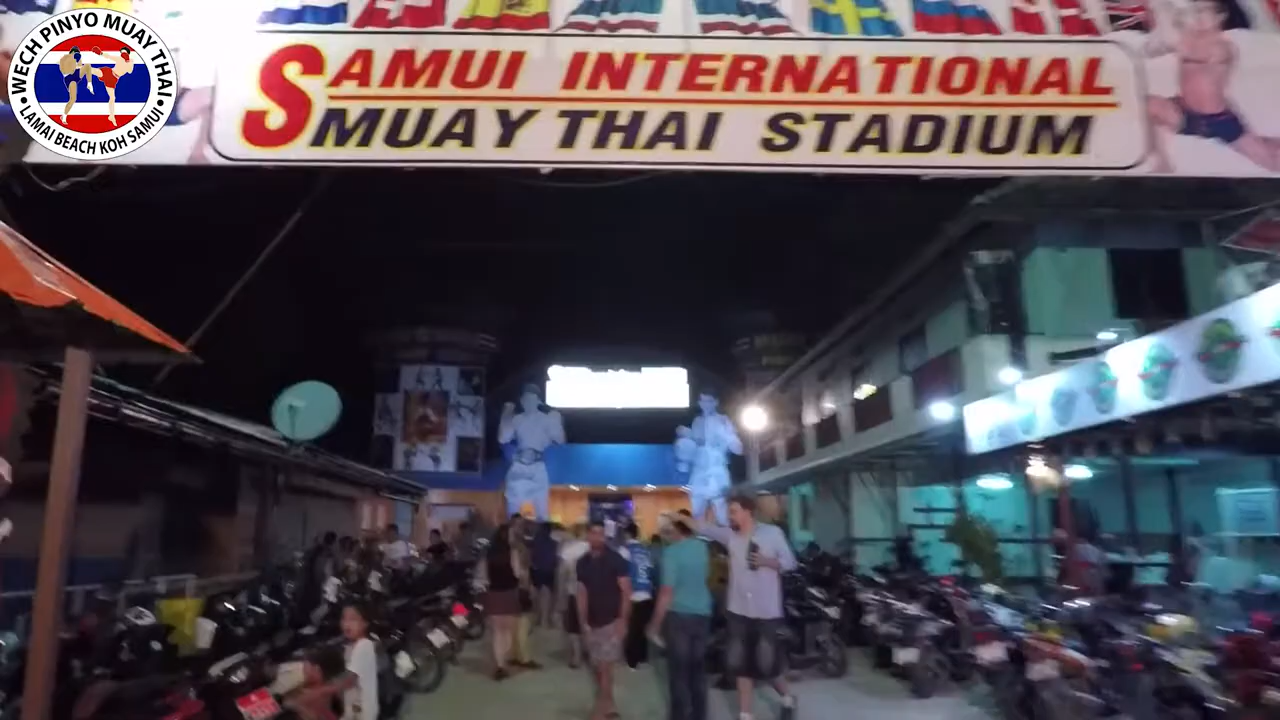 WECH PINYO MUAY THAI
• LAMAI BEACH KOH SAMUI •
SAMUI INTERNATIONAL
MUAY THAI STADIUM